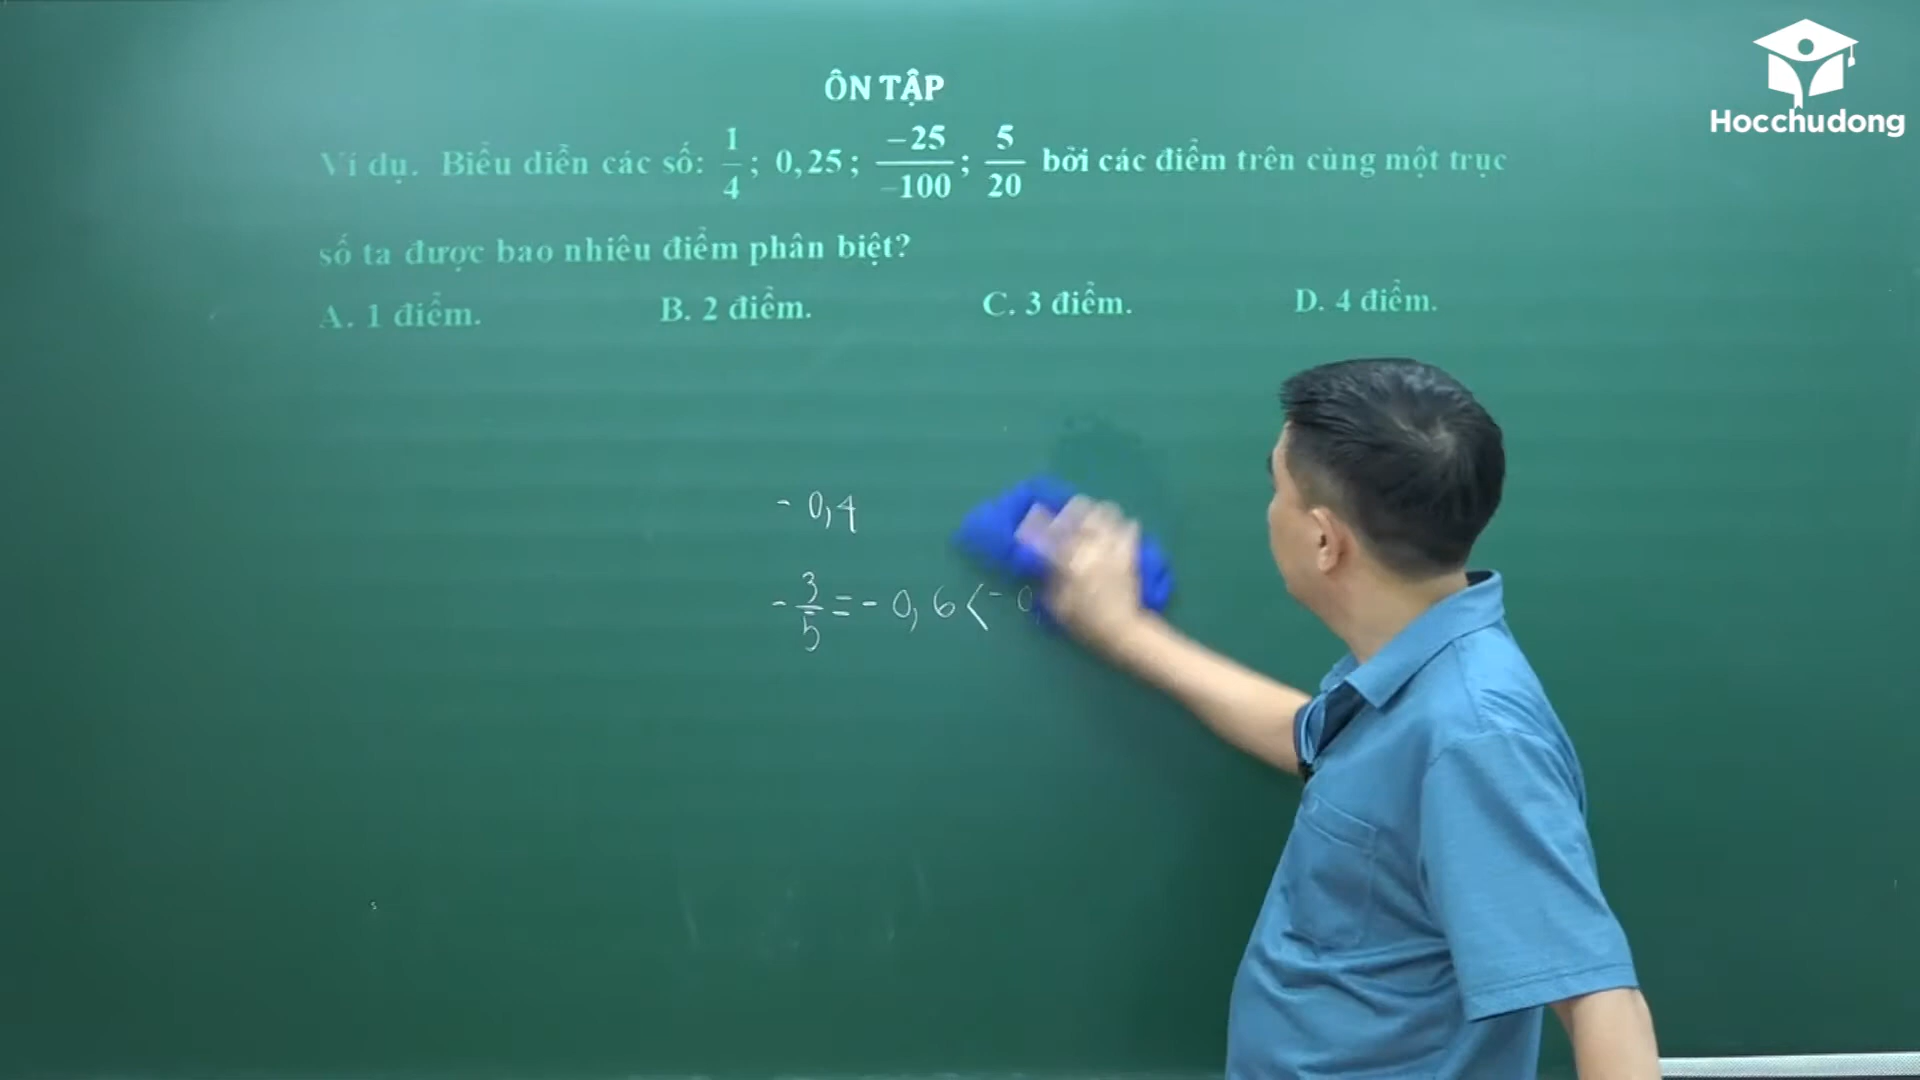 Hocchudong
ÔN TẬP
Ví dụ. Biểu diễn các số: 1/4; 0,25; -25/-100; 5/20 bởi các điểm trên cùng một trục
số ta được bao nhiêu điểm phân biệt?
A. 1 điểm. B. 2 điểm. C. 3 điểm. D. 4 điểm.
- 0,4
- 3/5 = - 0,6 < - 0,